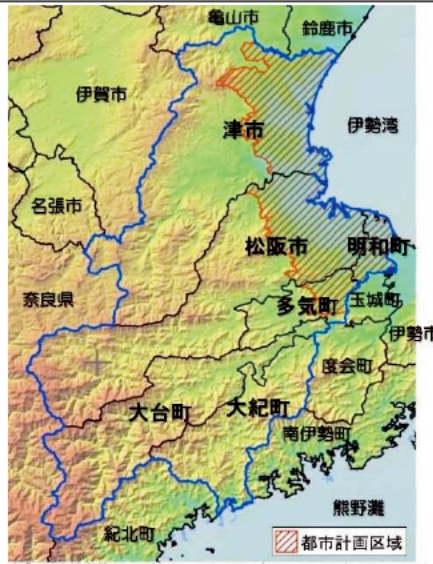 亀山市
鈴鹿市
伊賀市
津市
伊勢湾
名張市
松阪市
明和町
奈良県
多気町
玉城町
伊勢市
度会町
大台町
大紀町
南伊勢町
熊野灘
紀北町
都市計画区域